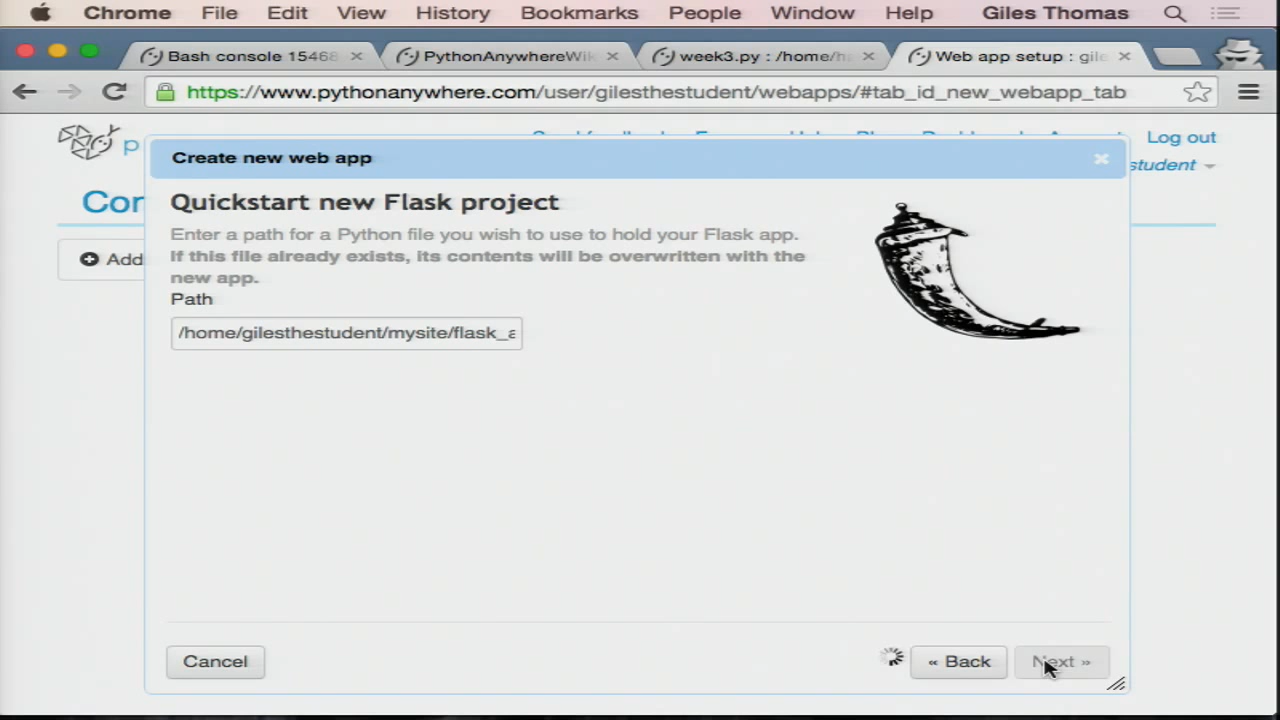 Chrome File Edit View History Bookmarks People Window Help Giles Thomas
Bash console 15468 PythonAnywhereWik week3.py : /home/h Web app setup : gile
https://www.pythonanywhere.com/user/gilesthestudent/webapps/#tab_id_new_webapp_tab
p Log out
Create new web app
student
Con
Quickstart new Flask project
Enter a path for a Python file you wish to use to hold your Flask app.
If this file already exists, its contents will be overwritten with the
Add
new app.
Path
/home/gilesthestudent/mysite/flask_a
Cancel « Back Next »